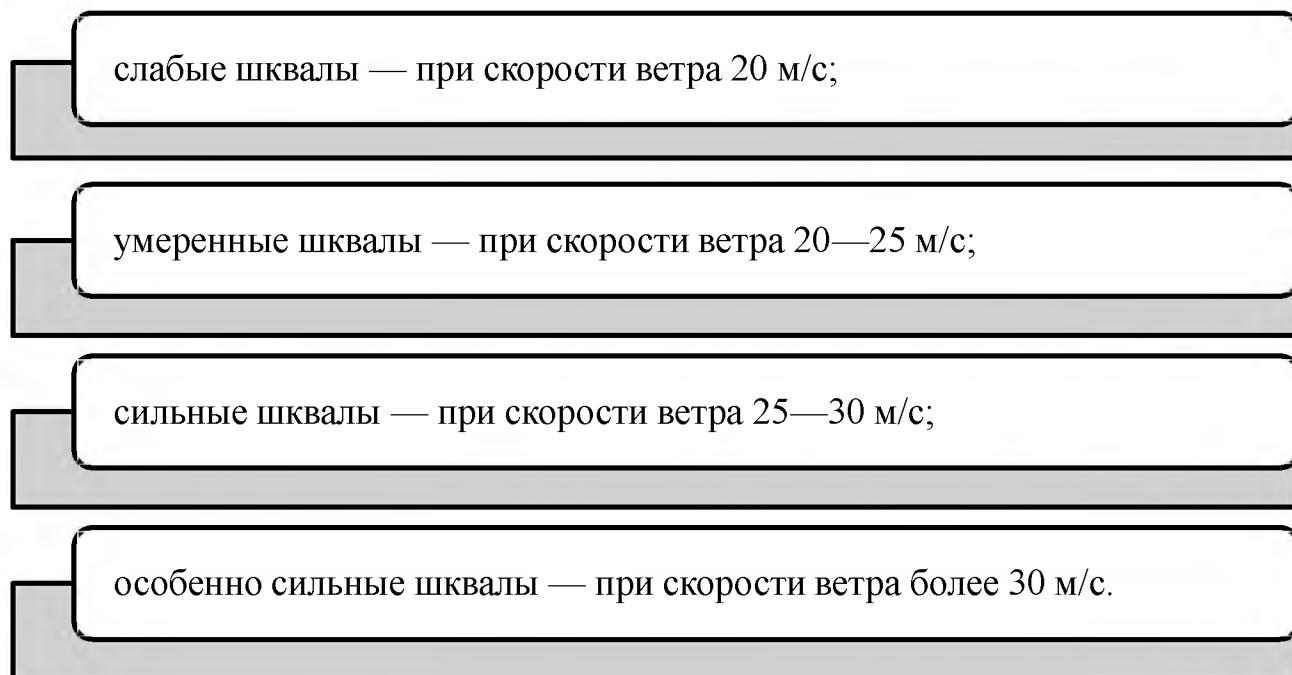 слабые шквалы — при скорости ветра 20 м/с;
умеренные шквалы — при скорости ветра 20—25 м/с;
сильные шквалы — при скорости ветра 25—30 м/с;
особенно сильные шквалы — при скорости ветра более 30 м/с.